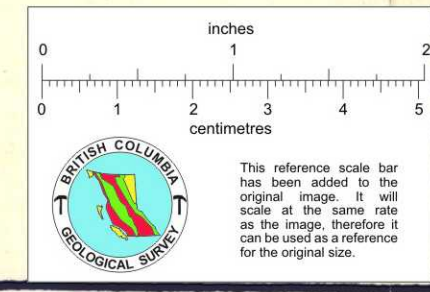 inches
0 1 2
0 1 2 3 4 5
centimetres
BRITISH COLUMBIA
GEOLOGICAL SURVEY
This reference scale bar
has been added to the
original image. It will
scale at the same rate
as the image, therefore it
can be used as a reference
for the original size.